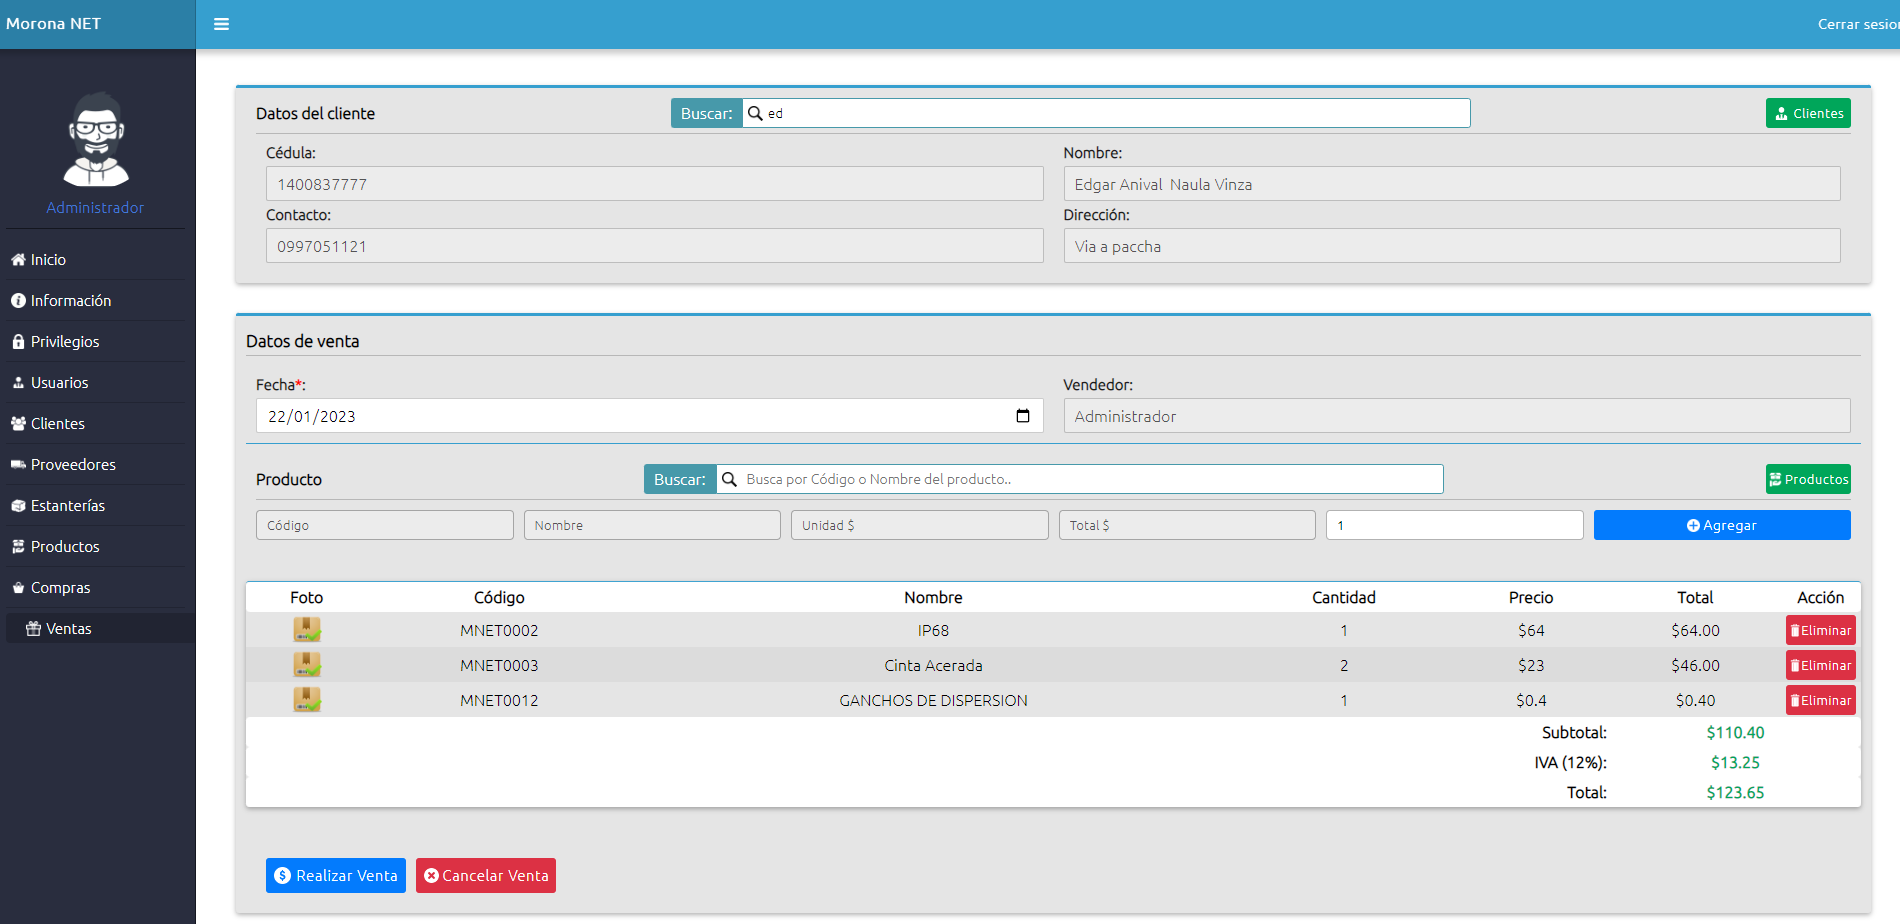 Morona NET
Cerrar sesion
Administrador
Inicio
Información
Privilegios
Usuarios
Clientes
Proveedores
Estanterías
Productos
Compras
Ventas
Datos del cliente Buscar: ed Clientes
Cédula: Nombre:
1400837777 Edgar Anival  Naula Vinza
Contacto: Dirección:
0997051121 Via a paccha
Datos de venta
Fecha*: Vendedor:
22/01/2023 Administrador
Producto Buscar: Busca por Código o Nombre del producto.. Productos
Código Nombre Unidad $ Total $ 1 Agregar
Foto Código Nombre Cantidad Precio Total Acción
MNET0002 IP68 1 $64 $64.00 Eliminar
MNET0003 Cinta Acerada 2 $23 $46.00 Eliminar
MNET0012 GANCHOS DE DISPERSION 1 $0.4 $0.40 Eliminar
Subtotal: $110.40
IVA (12%): $13.25
Total: $123.65
Realizar Venta Cancelar Venta